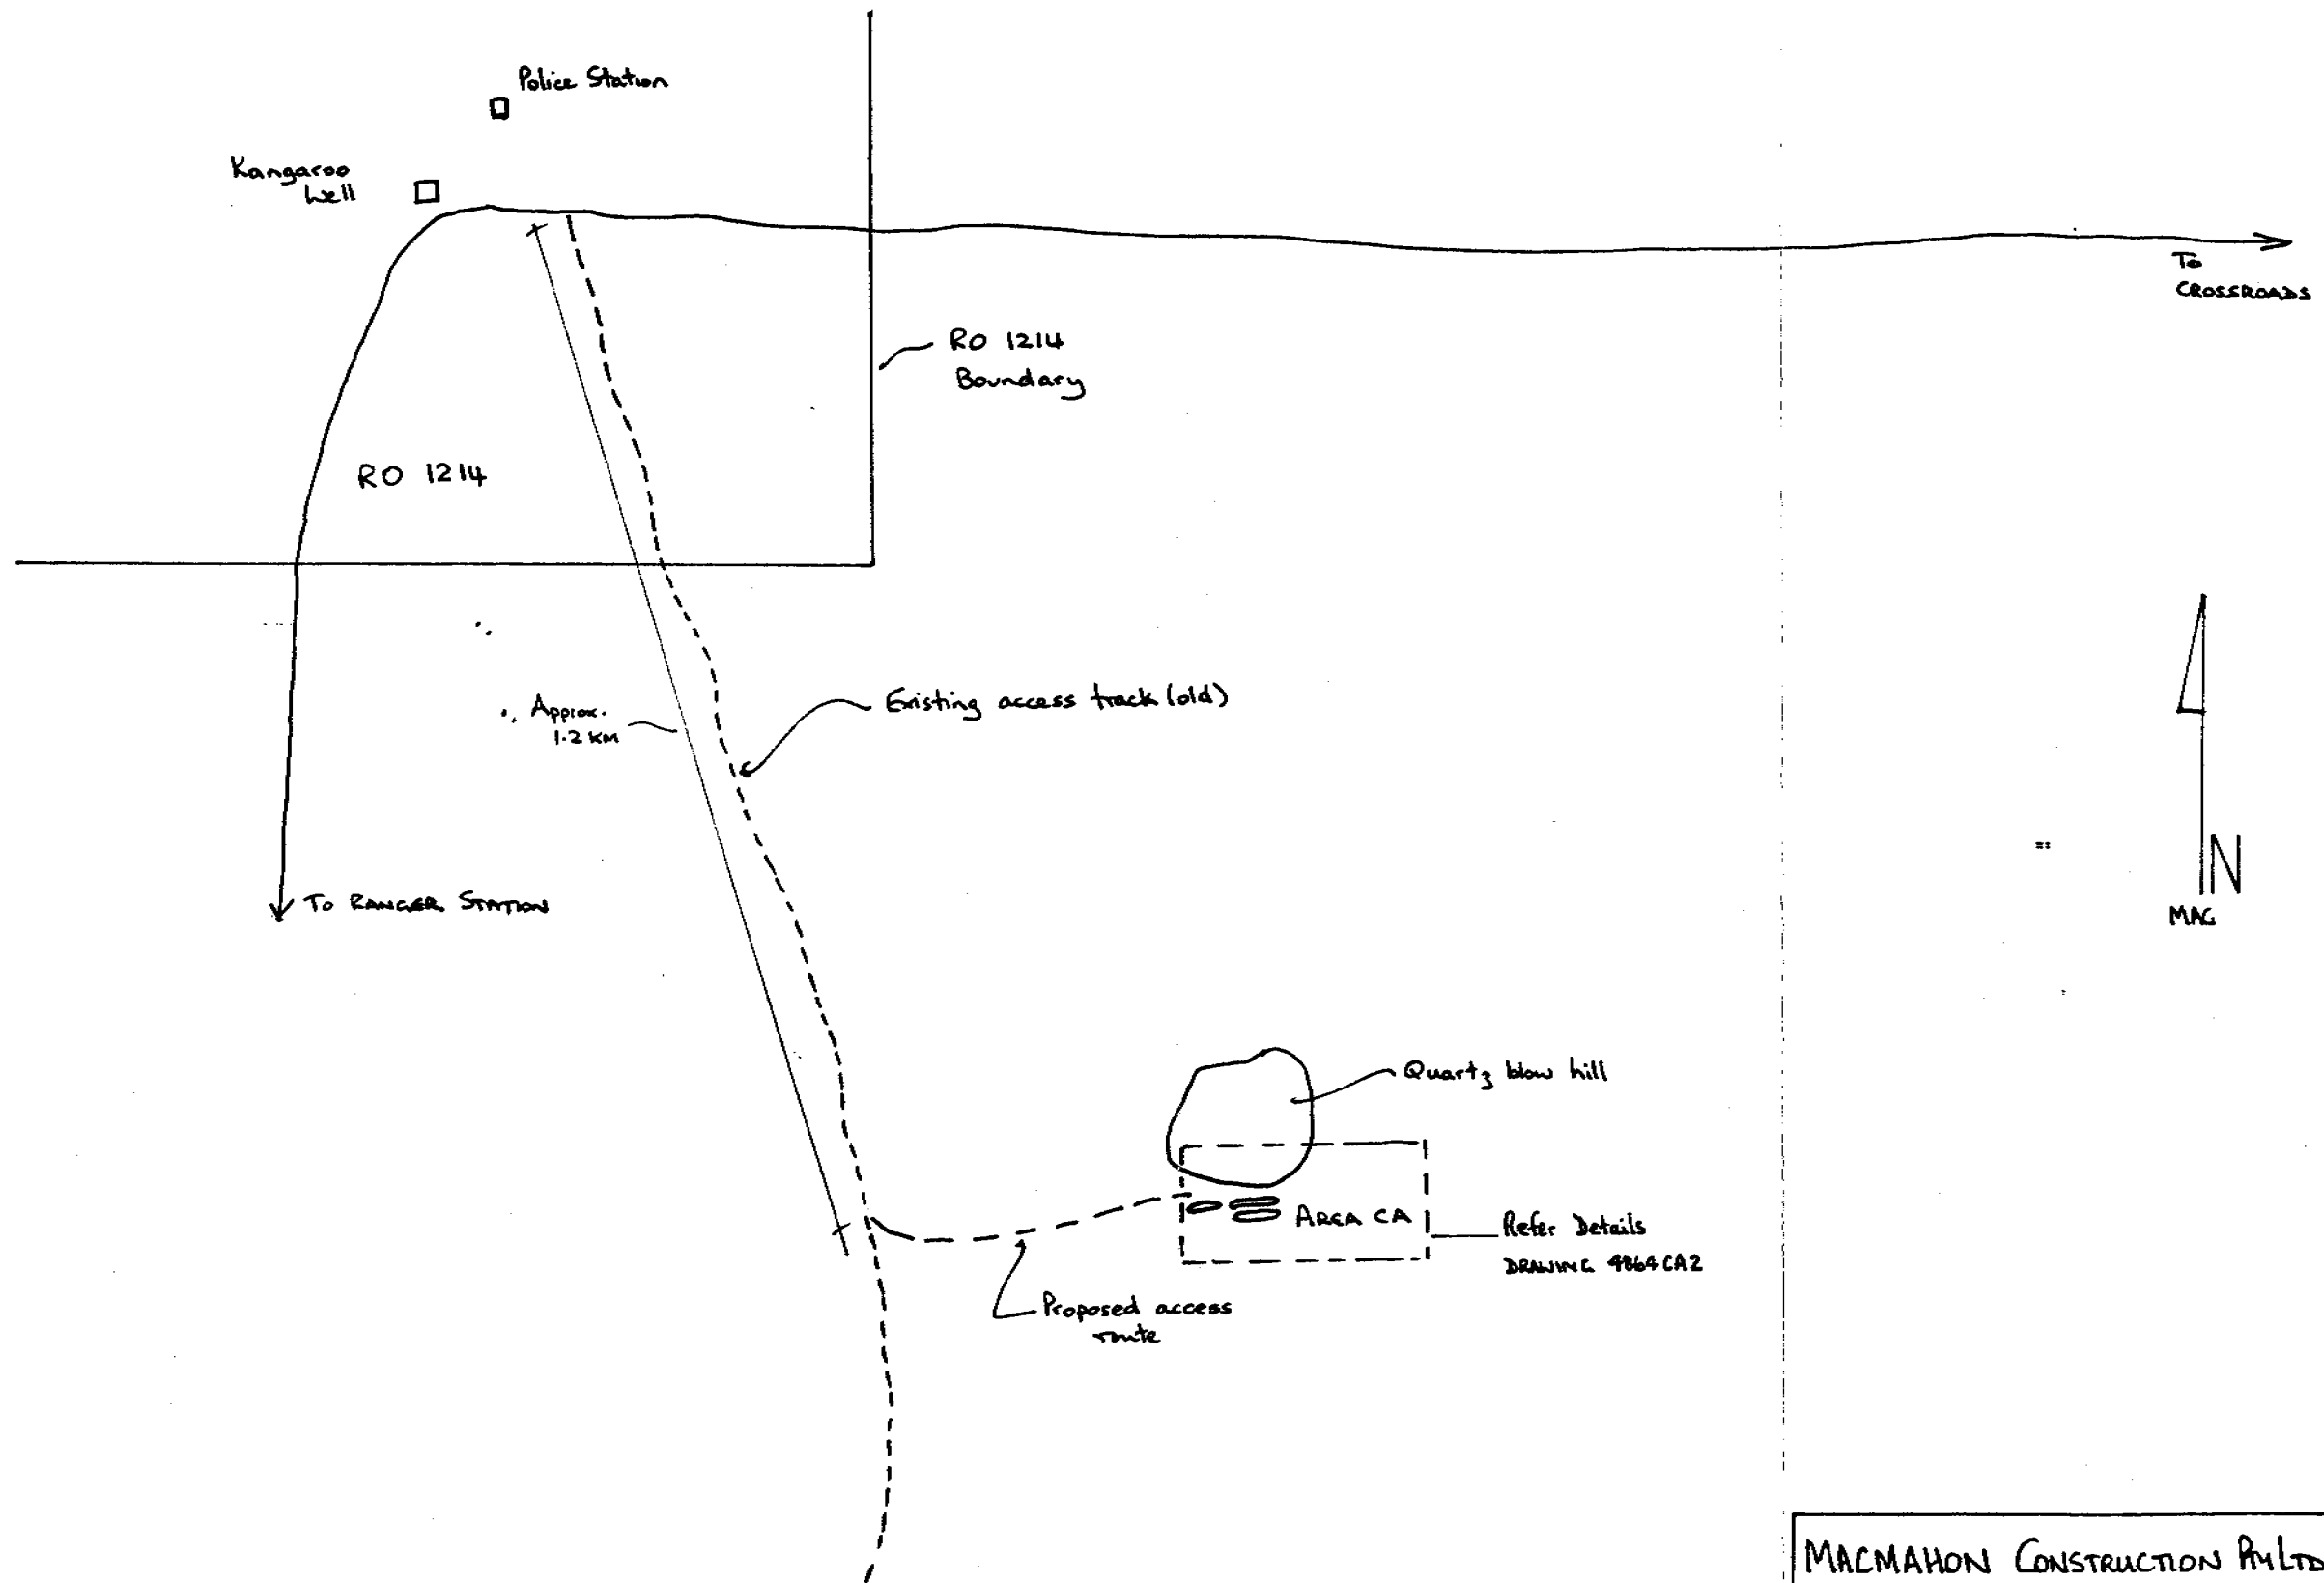 Police Station
Kangaroo
Well
To
CROSSROADS
RO 1214
Boundary
RO 1214
Existing access track (old)
Approx.
1.2 KM
To RANGER STATION
N
MAG
Quartz blow hill
AREA CA
Refer Details
DRAWING 4864CA2
Proposed access
route
MACMAHON CONSTRUCTION Pty LTD